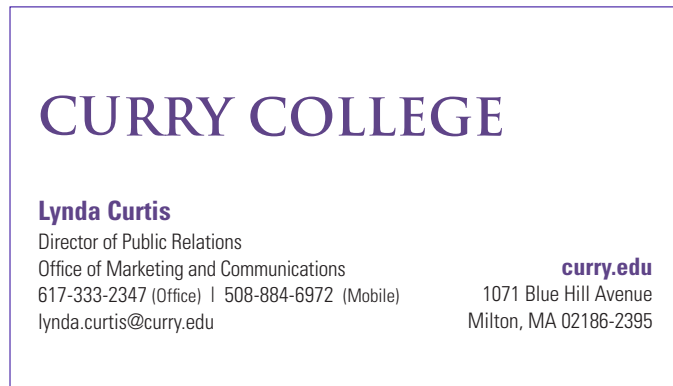 CURRY COLLEGE
Lynda Curtis
Director of Public Relations
Office of Marketing and Communications
617-333-2347 (Office) | 508-884-6972 (Mobile)
lynda.curtis@curry.edu
curry.edu
1071 Blue Hill Avenue
Milton, MA 02186-2395